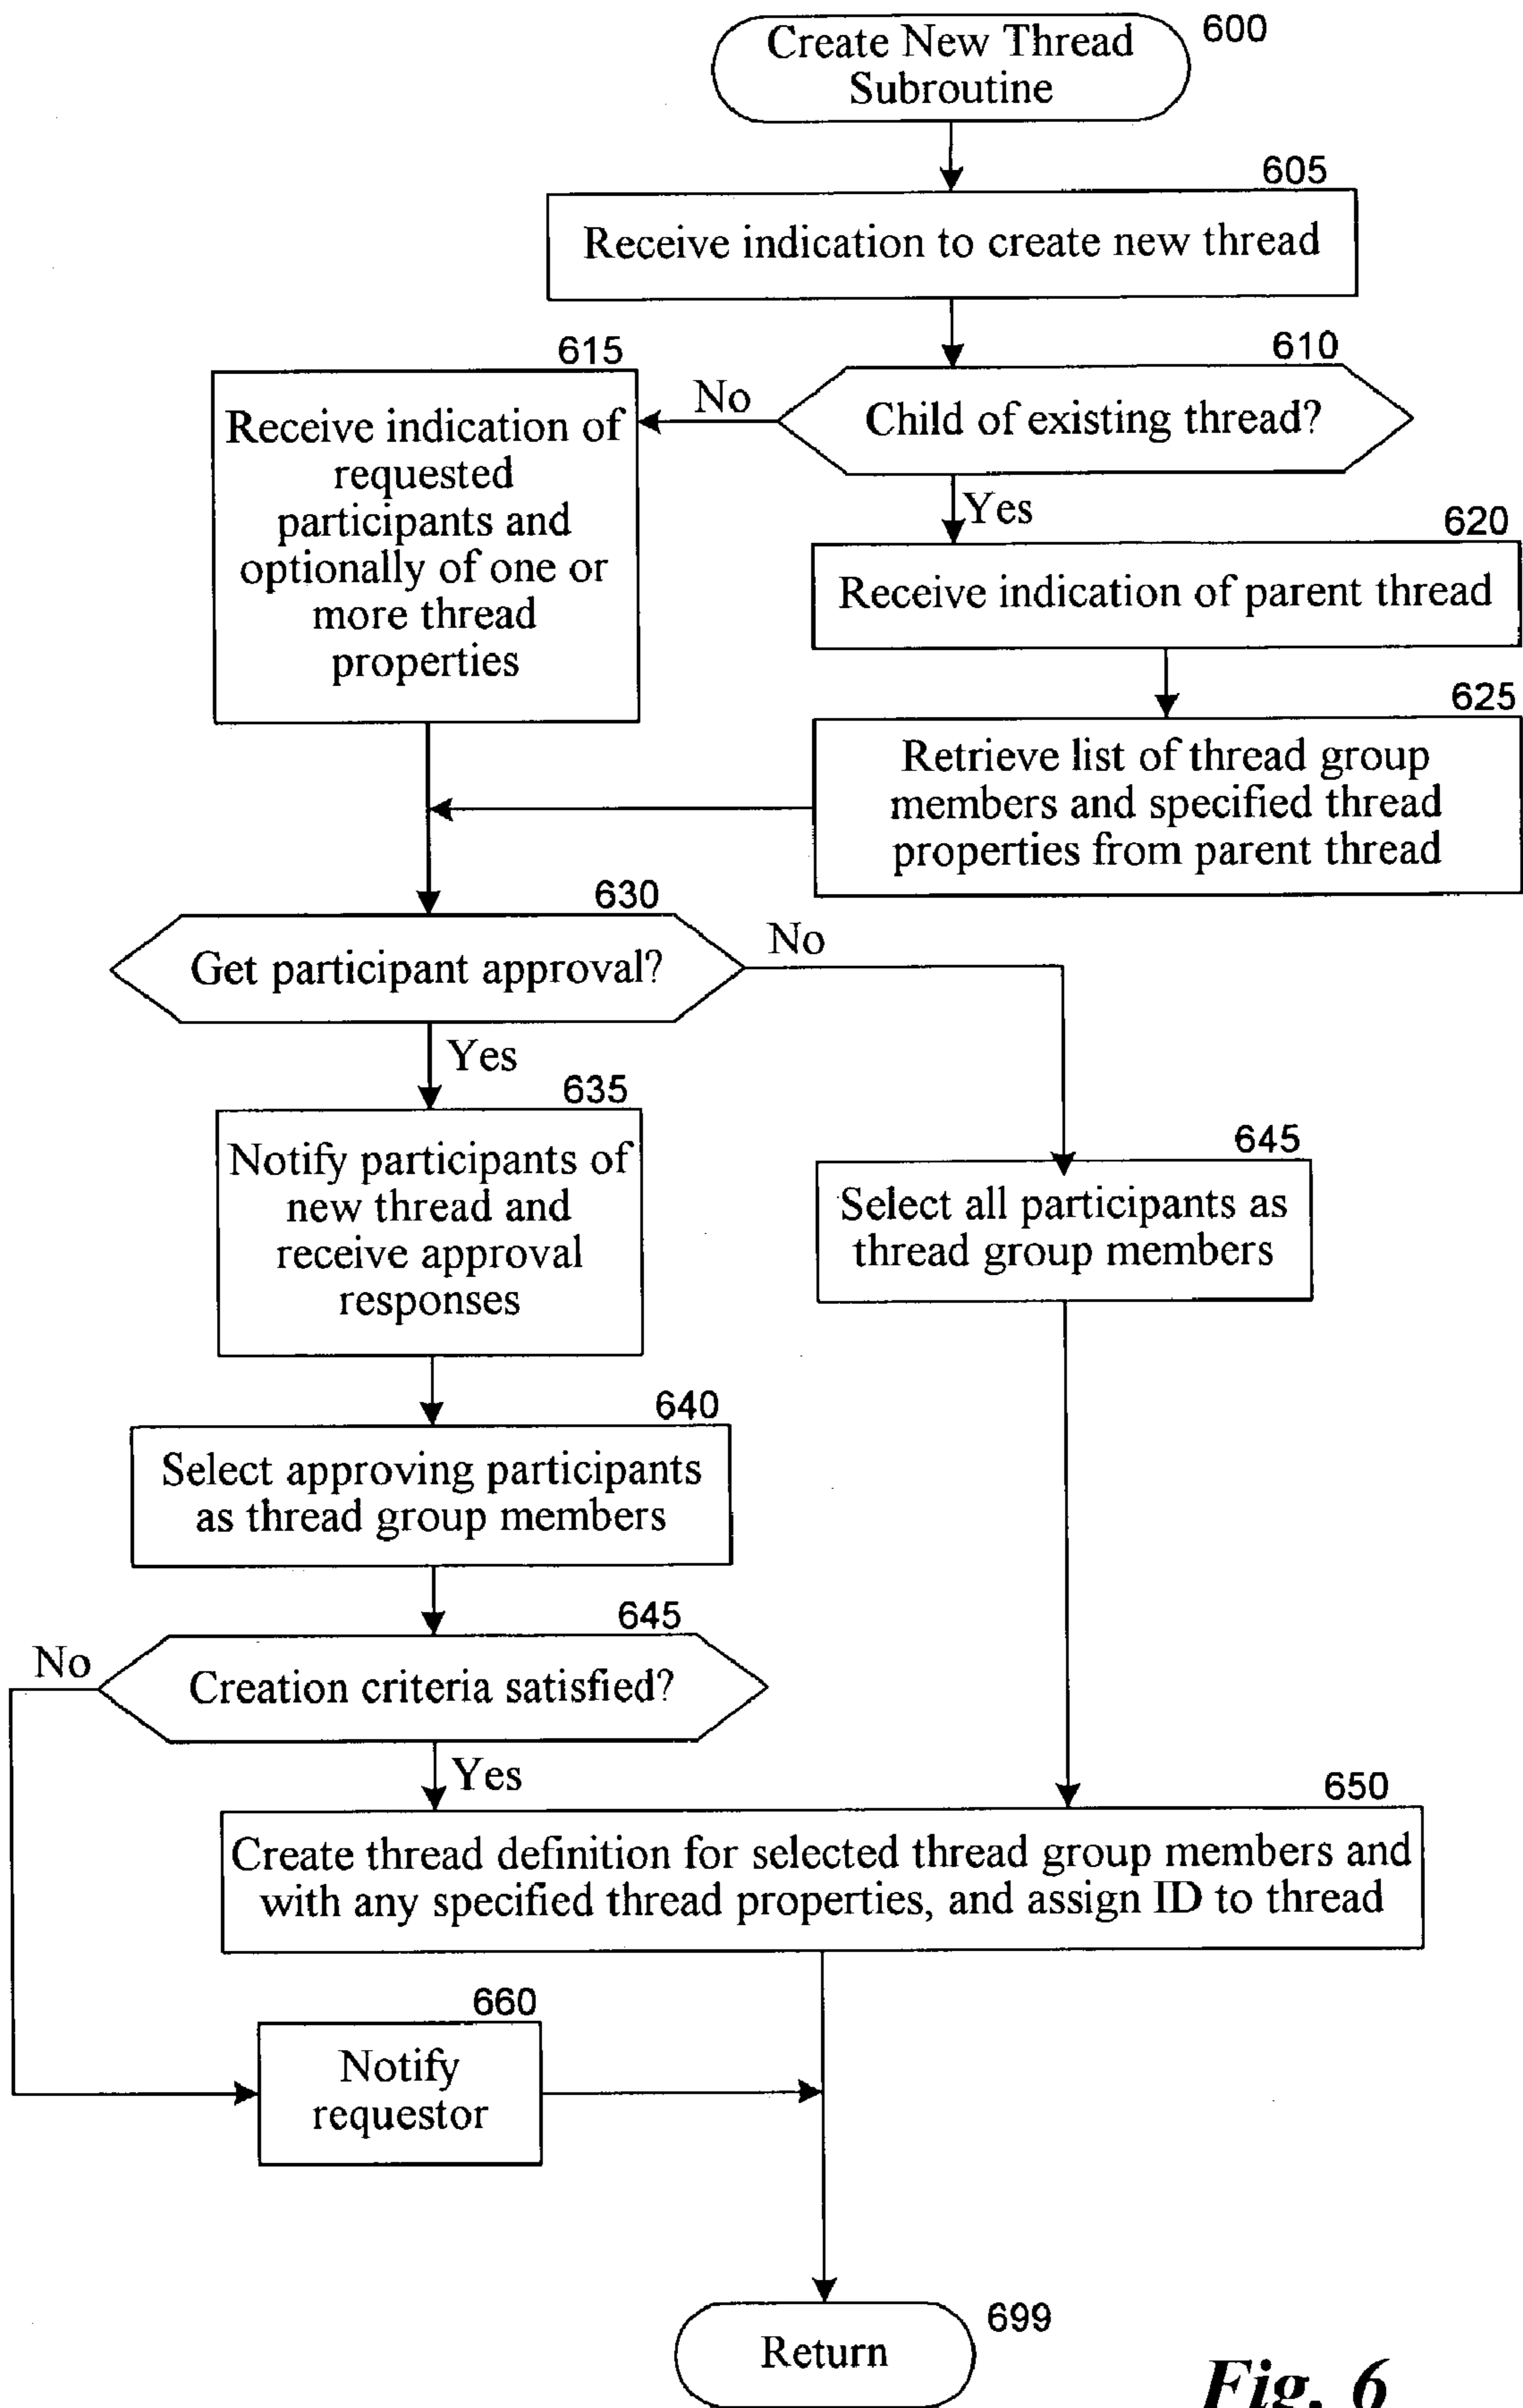 Create New Thread
Subroutine
600
605
Receive indication to create new thread
610
Child of existing thread?
No
Yes
615
Receive indication of
requested
participants and
optionally of one or
more thread
properties
620
Receive indication of parent thread
625
Retrieve list of thread group
members and specified thread
properties from parent thread
630
Get participant approval?
No
Yes
635
Notify participants of
new thread and
receive approval
responses
645
Select all participants as
thread group members
640
Select approving participants
as thread group members
645
Creation criteria satisfied?
No
Yes
650
Create thread definition for selected thread group members and
with any specified thread properties, and assign ID to thread
660
Notify
requestor
699
Return
Fig. 6